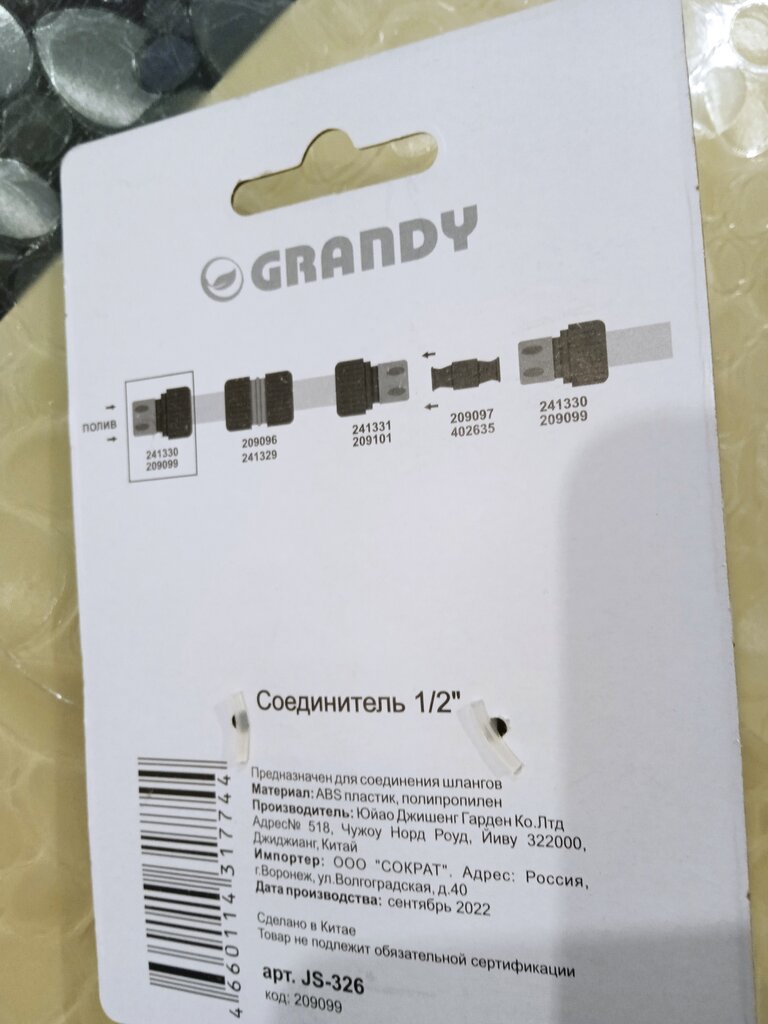 GRANDY
ПОЛИВ
241330
209099
209096
241329
241331
209101
209097
402635
241330
209099
Соединитель 1/2"
Предназначен для соединения шлангов
Материал: ABS пластик, полипропилен
Производитель: Юйао Джишенг Гарден Ко.Лтд
Адрес№ 518, Чужоу Норд Роуд, Йиву 322000,
Джиджианг, Китай
Импортер: ООО "СОКРАТ". Адрес: Россия,
г.Воронеж, ул.Волгоградская, д.40
Дата производства: сентябрь 2022
Сделано в Китае
Товар не подлежит обязательной сертификации
арт. JS-326
код: 209099
4 660114 317744